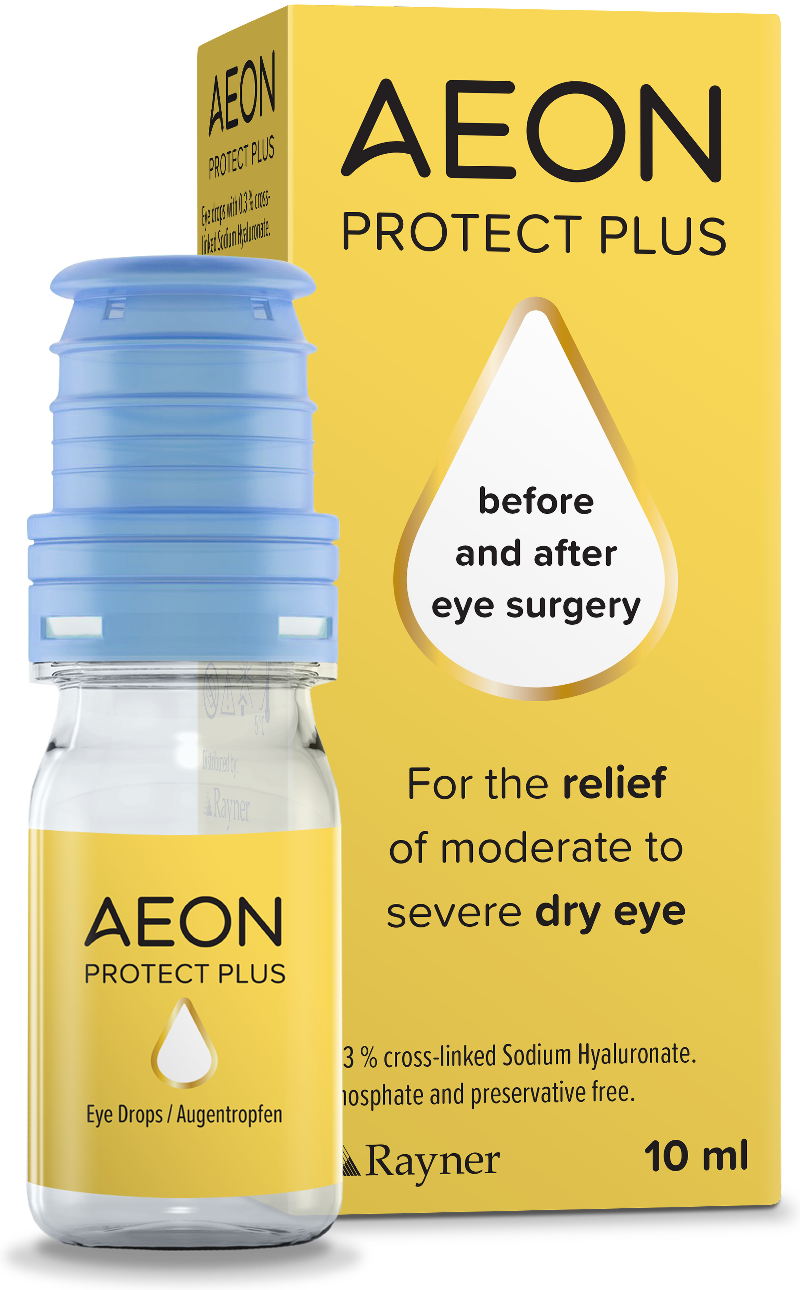 AEON
PROTECT PLUS
Eye drops with 0.3 % cross-
linked Sodium Hyaluronate.
AEON
PROTECT PLUS
before
and after
eye surgery
For the relief
of moderate to
severe dry eye
3 % cross-linked Sodium Hyaluronate.
hosphate and preservative free.
Rayner
10 ml
Distributed by:
Rayner
AEON
PROTECT PLUS
Eye Drops / Augentropfen